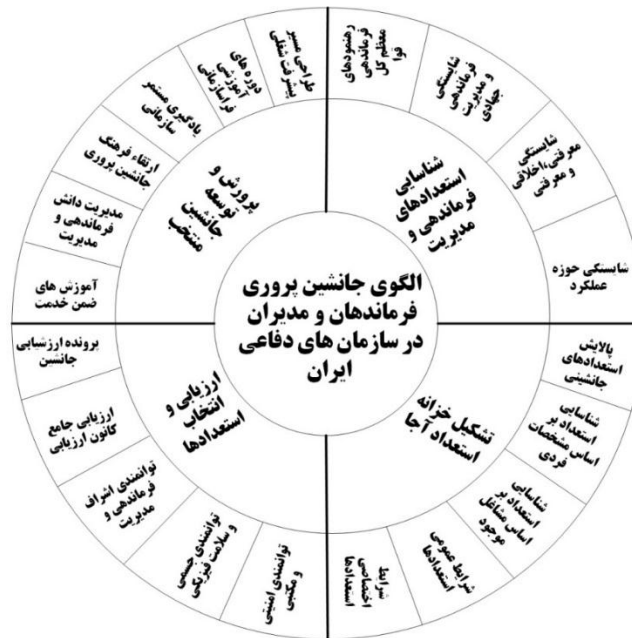 الگوی جانشین پروری
فرماندهان و مدیران
در سازمان های دفاعی
ایران
شناسایی
استعدادهای
فرماندهی و
مدیریت
رهنمودهای
فرماندهی
معظم کل
قوا
شایستگی
فرماندهی
و مدیریت
جهادی
شایستگی
معرفتی،اخلاقی
و معرفتی
شایستگی حوزه
عملکرد
تشکیل خزانه
استعداد آجا
پالایش
استعدادهای
جانشینی
شناسایی
استعداد بر
اساس مشخصات
فردی
شناسایی
استعداد بر
اساس مشاغل
موجود
شرایط عمومی
استعدادها
شرایط
اختصاصی
استعدادها
ارزیابی و
انتخاب
استعدادها
توانمندی امنیتی
و مکتبی
توانمندی جسمی
و سلامت فیزیکی
توانمندی اشراف
فرماندهی و
مدیریت
ارزیابی جامع
کانون ارزیابی
پرونده ارزشیابی
جانشین
پرورش و
توسعه
جانشین
منتخب
آموزش های
ضمن خدمت
مدیریت دانش
فرماندهی و
مدیریت
ارتقاء فرهنگ
جانشین پروری
یادگیری مستمر
سازمانی
دوره های
آموزشی
فراسازمانی
طراحی مسیر
پیشرفت شغلی